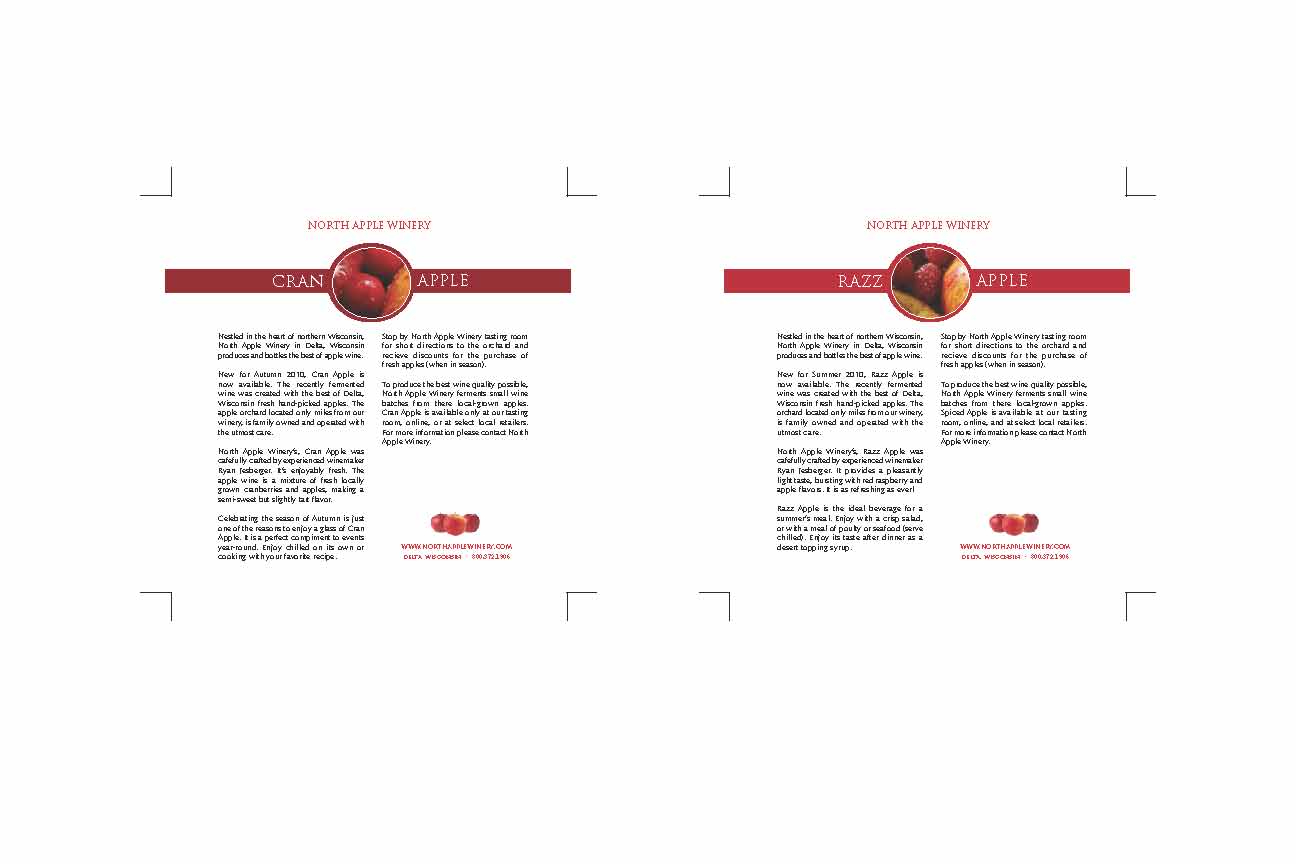 NORTH APPLE WINERY
CRAN APPLE
Nestled in the heart of northern Wisconsin,
North Apple Winery in Delta, Wisconsin
produces and bottles the best of apple wine.
New for Autumn 2010, Cran Apple is
now available. The recently fermented
wine was created with the best of Delta,
Wisconsin fresh hand-picked apples. The
apple orchard located only miles from our
winery, is family owned and operated with
the utmost care.
North Apple Winery's, Cran Apple was
cafefully crafted by experienced winemaker
Ryan Jesberger. It's enjoyably fresh. The
apple wine is a mixture of fresh locally
grown cranberries and apples, making a
semi-sweet but slightly tart flavor.
Celebrating the season of Autumn is just
one of the reasons to enjoy a glass of Cran
Apple. It is a perfect compliment to events
year-round. Enjoy chilled on its own or
cooking with your favorite recipe.
Stop by North Apple Winery tasting room
for short directions to the orchard and
recieve discounts for the purchase of
fresh apples (when in season).
To produce the best wine quality possible,
North Apple Winery ferments small wine
batches from there local-grown apples.
Cran Apple is available only at our tasting
room, online, or at select local retailers.
For more information please contact North
Apple Winery.
WWW.NORTHAPPLEWINERY.COM
DELTA, WISCONSIN · 800.372.1906
NORTH APPLE WINERY
RAZZ APPLE
Nestled in the heart of northern Wisconsin,
North Apple Winery in Delta, Wisconsin
produces and bottles the best of apple wine.
New for Summer 2010, Razz Apple is
now available. The recently fermented
wine was created with the best of Delta,
Wisconsin fresh hand-picked apples. The
orchard located only miles from our winery,
is family owned and operated with the
utmost care.
North Apple Winery's, Razz Apple was
cafefully crafted by experienced winemaker
Ryan Jesberger. It provides a pleasantly
light taste, bursting with red raspberry and
apple flavors. It is as refreshing as ever!
Razz Apple is the ideal beverage for a
summer's meal. Enjoy with a crisp salad,
or with a meal of poulty or seafood (serve
chilled). Enjoy its taste after dinner as a
desert topping syrup.
Stop by North Apple Winery tasting room
for short directions to the orchard and
recieve discounts for the purchase of
fresh apples (when in season).
To produce the best wine quality possible,
North Apple Winery ferments small wine
batches from there local-grown apples.
Spiced Apple is available at our tasting
room, online, and at select local retailers.
For more information please contact North
Apple Winery.
WWW.NORTHAPPLEWINERY.COM
DELTA, WISCONSIN · 800.372.1906